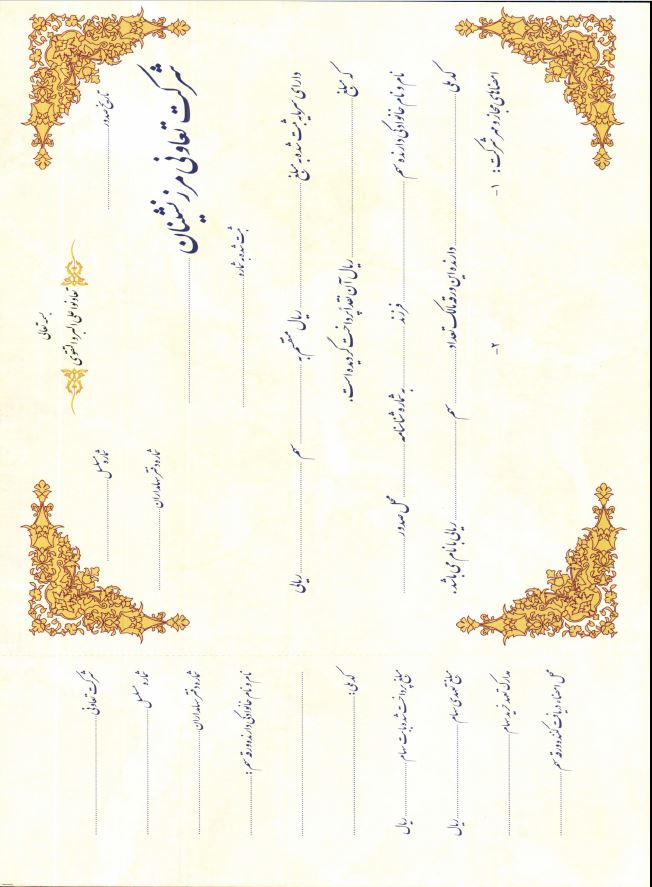 بسمه تعالی
تعاونوا علی البر و التقوی
تاریخ صدور
شماره مسلسل
شماره دفتر سهامداران
شرکت تعاونی مرزنشینان
ثبت شده به شماره
دارای سرمایه ثبت شده به مبلغ ریال منقسم به سهم ریالی
که مبلغ ریال آن نقداً پرداخت گردیده است.
نام و نام خانوادگی دارنده سهم فرزند به شماره شناسنامه محل صدور
کد ملی دارنده این ورقه مالک تعداد سهم ریالی با نام می باشد.
امضاهای مجاز و مهر شرکت : ۱- ۲-
شرکت تعاونی
شماره مسلسل
شماره دفتر سهامداران
نام و نام خانوادگی دارنده ورقه سهم :
کد ملی:
مبلغ پرداخت شده بابت سهام ریال
مبلغ تعهدی سهام ریال
مدارک تعهد خرید سهام
محل امضاء دریافت کننده ورقه سهم